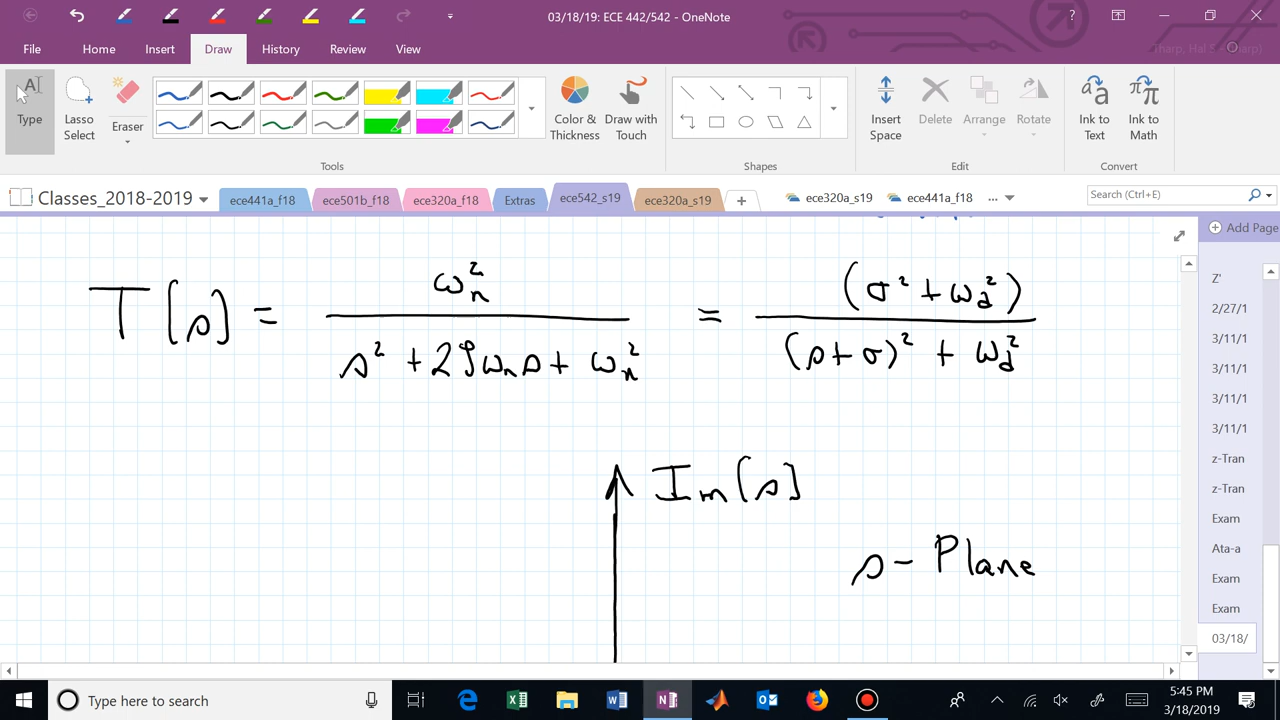 03/18/19: ECE 442/542 - OneNote
File Home Insert Draw History Review View
Type
Lasso Select
Eraser
Color & Thickness
Draw with Touch
Insert Space
Delete
Arrange
Rotate
Ink to Text
Ink to Math
Tools Shapes Edit Convert
Classes_2018-2019 ece441a_f18 ece501b_f18 ece320a_f18 Extras ece542_s19 ece320a_s19 ece320a_s19 ece441a_f18 ... Search (Ctrl+E)
Add Page
T[s] = ωn² / (s² + 2ζωns + ωn²) = (σ² + ωd²) / ((s+σ)² + ωd²)
Im[s]
s - Plane
Z'
2/27/1
3/11/1
3/11/1
3/11/1
3/11/1
z-Tran
z-Tran
Exam
Ata-a
Exam
Exam
03/18/
Type here to search
5:45 PM
3/18/2019